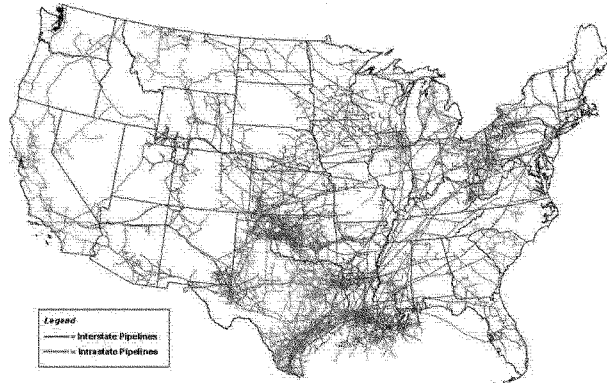 Legend
= Interstate Pipelines
= Intrastate Pipelines